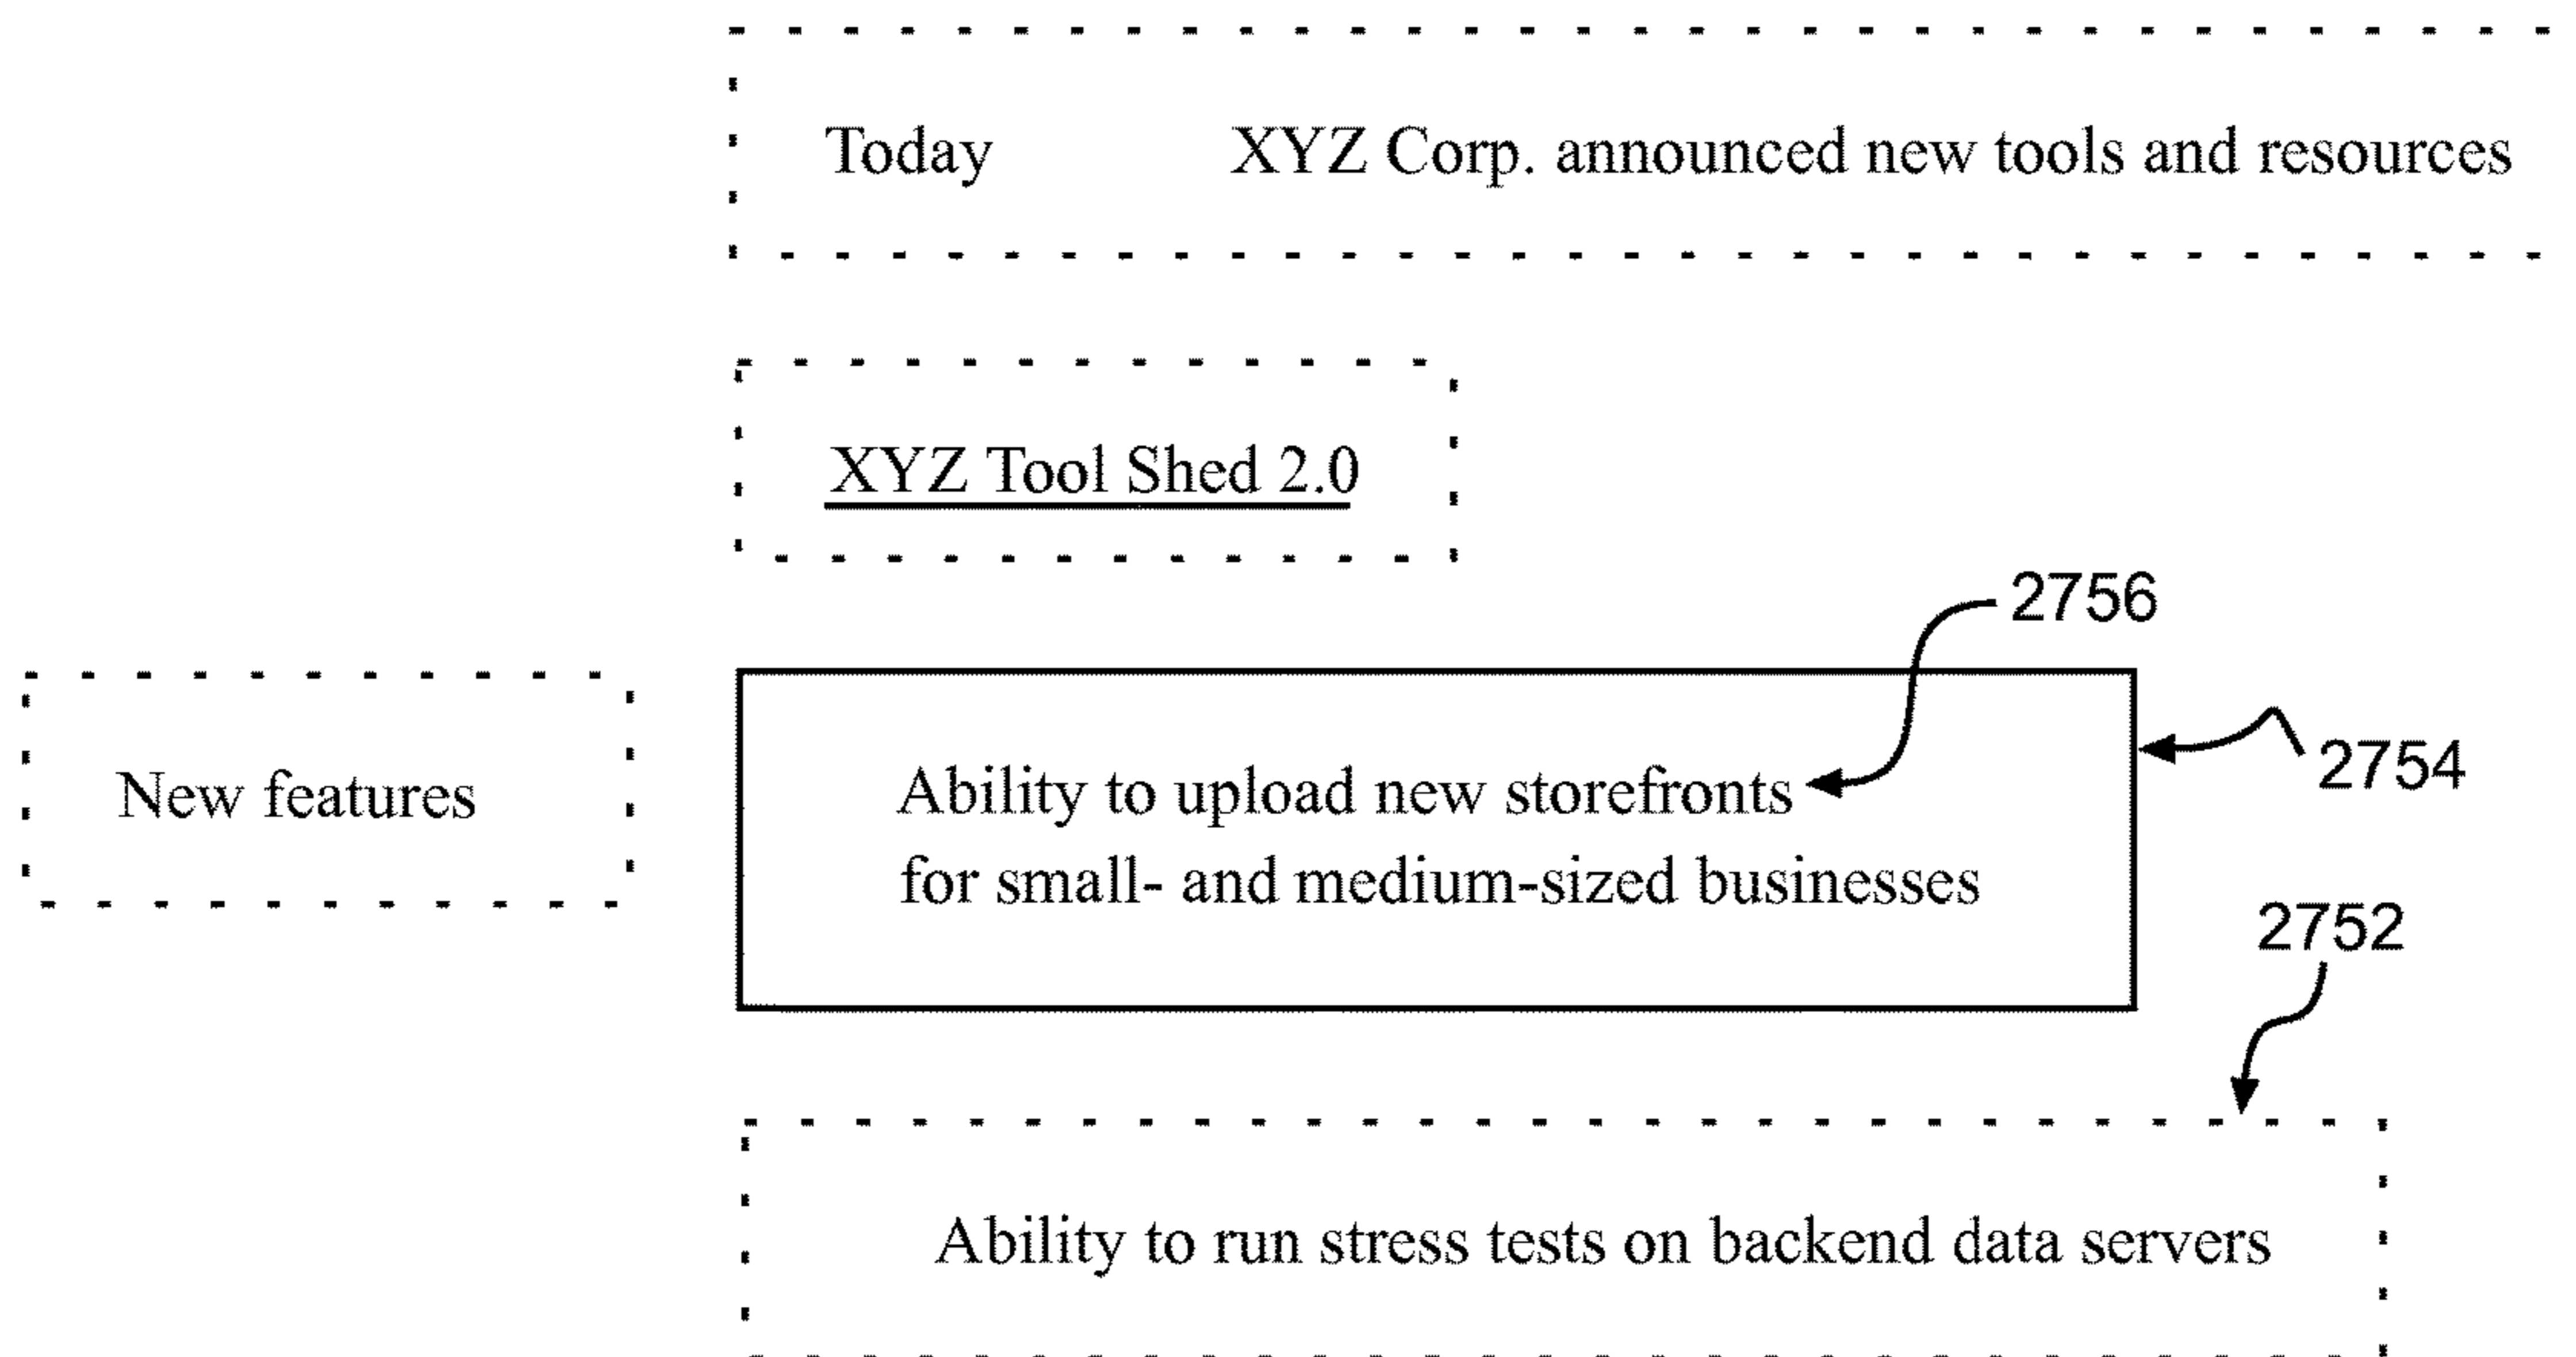 Today XYZ Corp. announced new tools and resources
XYZ Tool Shed 2.0
2756
New features
Ability to upload new storefronts
for small- and medium-sized businesses
2754
2752
Ability to run stress tests on backend data servers